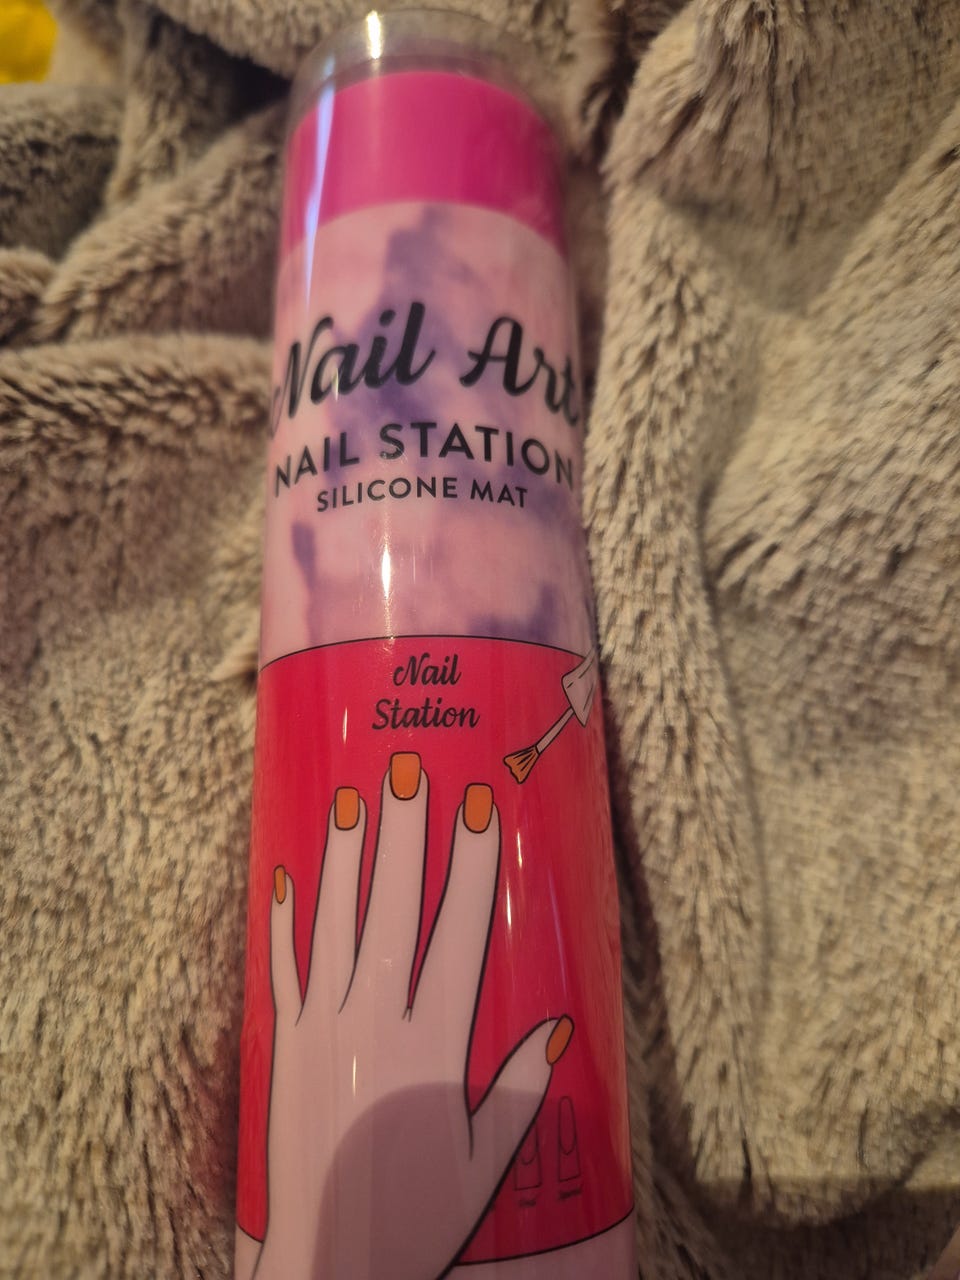 Nail Art
NAIL STATION
SILICONE MAT
Nail
Station